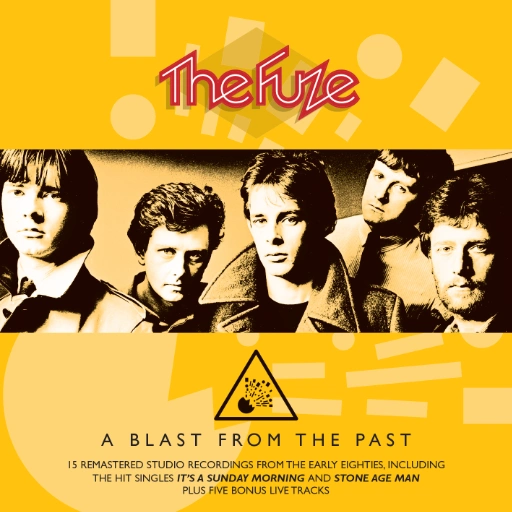 The Fuze
A BLAST FROM THE PAST
15 REMASTERED STUDIO RECORDINGS FROM THE EARLY EIGHTIES, INCLUDING
THE HIT SINGLES IT'S A SUNDAY MORNING AND STONE AGE MAN
PLUS FIVE BONUS LIVE TRACKS